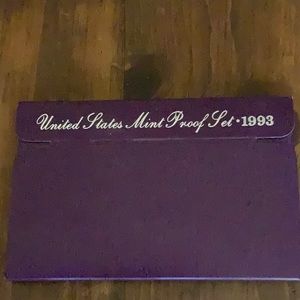 United States Mint Proof Set • 1993